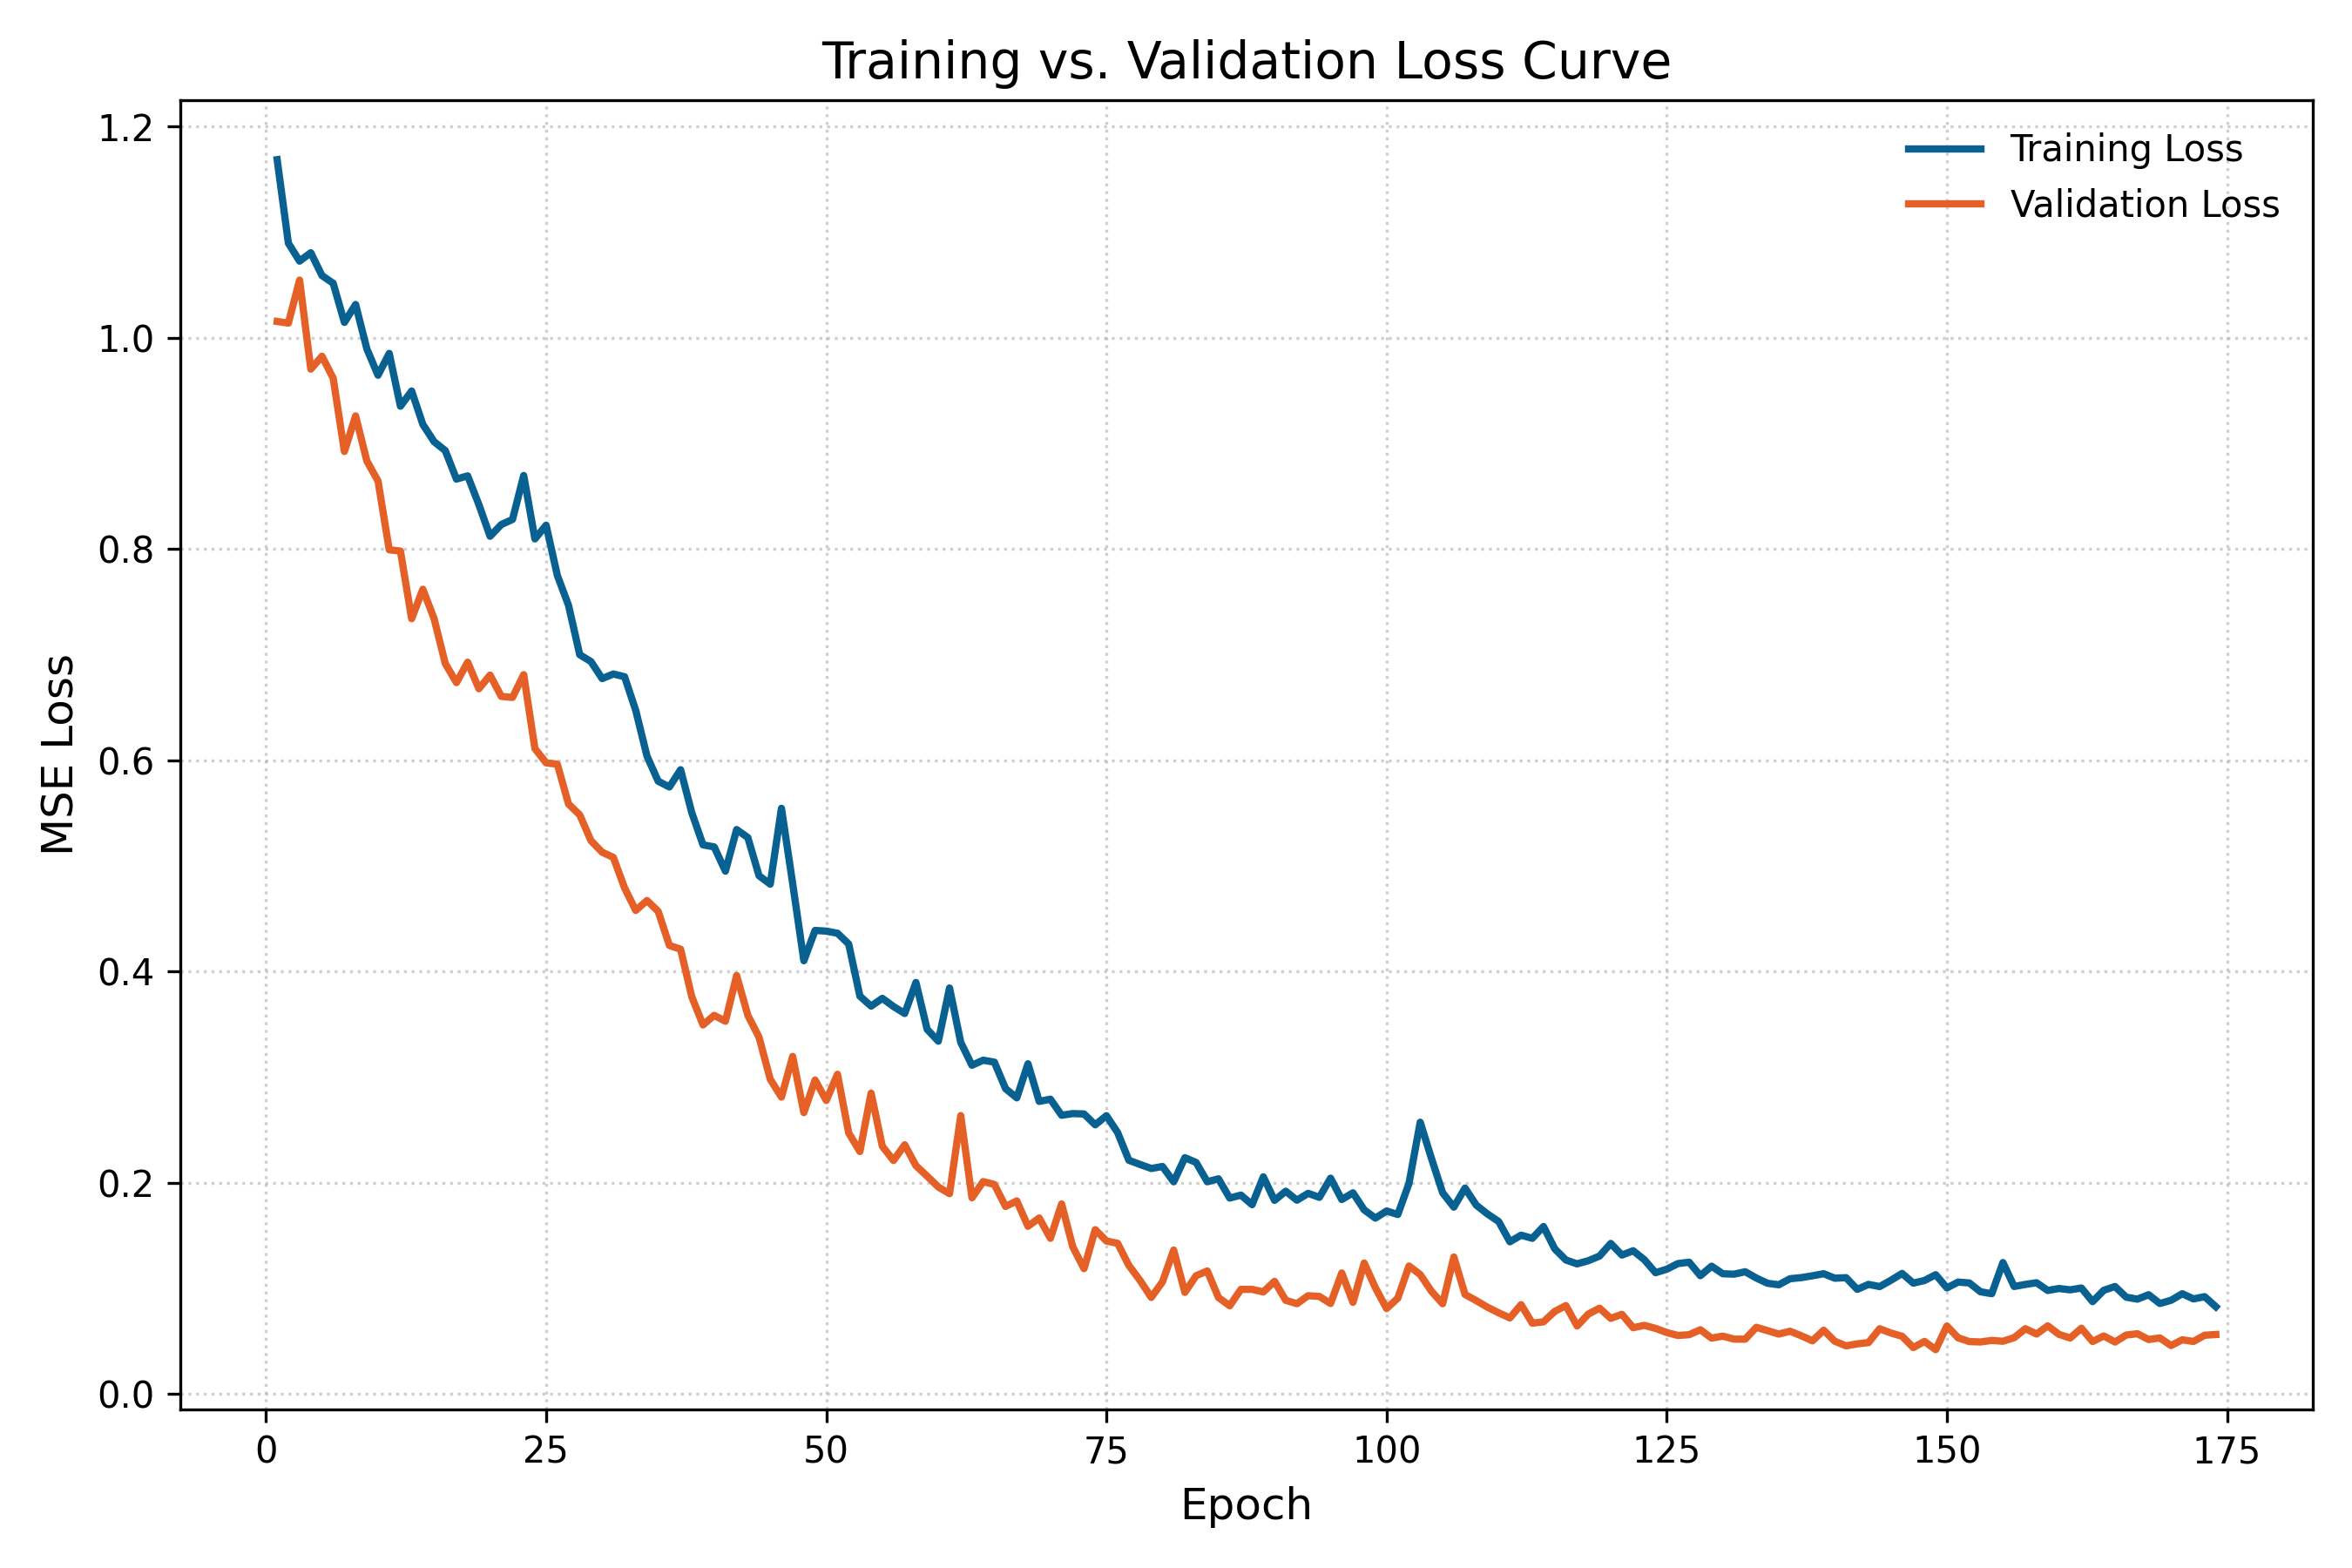 Training vs. Validation Loss Curve
Training Loss
Validation Loss
MSE Loss
1.2
1.0
0.8
0.6
0.4
0.2
0.0
0 25 50 75 100 125 150 175
Epoch